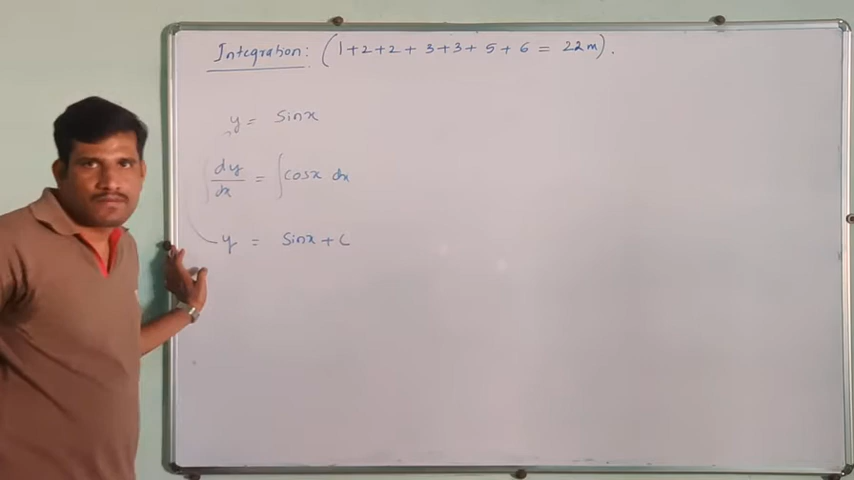 Integration: (1+2+2+3+3+5+6 = 22m).
y = Sinx
∫ dy/dx = ∫ cosx dx
y = Sinx + C